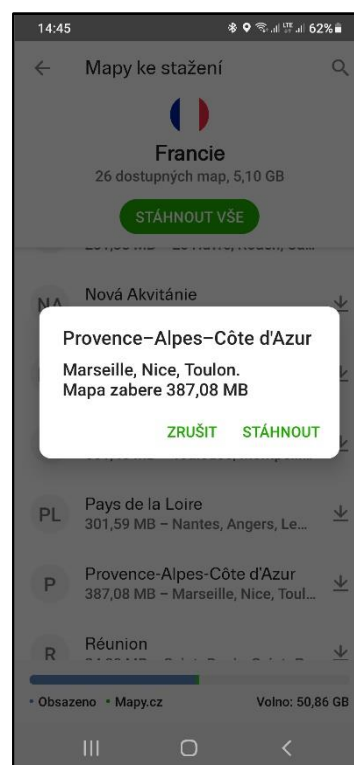 14:45 LTE 62%
Mapy ke stažení
Francie
26 dostupných map, 5,10 GB
STÁHNOUT VŠE
Nová Akvitánie
NA
Provence–Alpes–Côte d'Azur
Marseille, Nice, Toulon.
Mapa zabere 387,08 MB
ZRUŠIT STÁHNOUT
PL
Pays de la Loire
301,59 MB – Nantes, Angers, Le...
P
Provence-Alpes-Côte d'Azur
387,08 MB – Marseille, Nice, Toul...
R
Réunion
• Obsazeno • Mapy.cz Volno: 50,86 GB